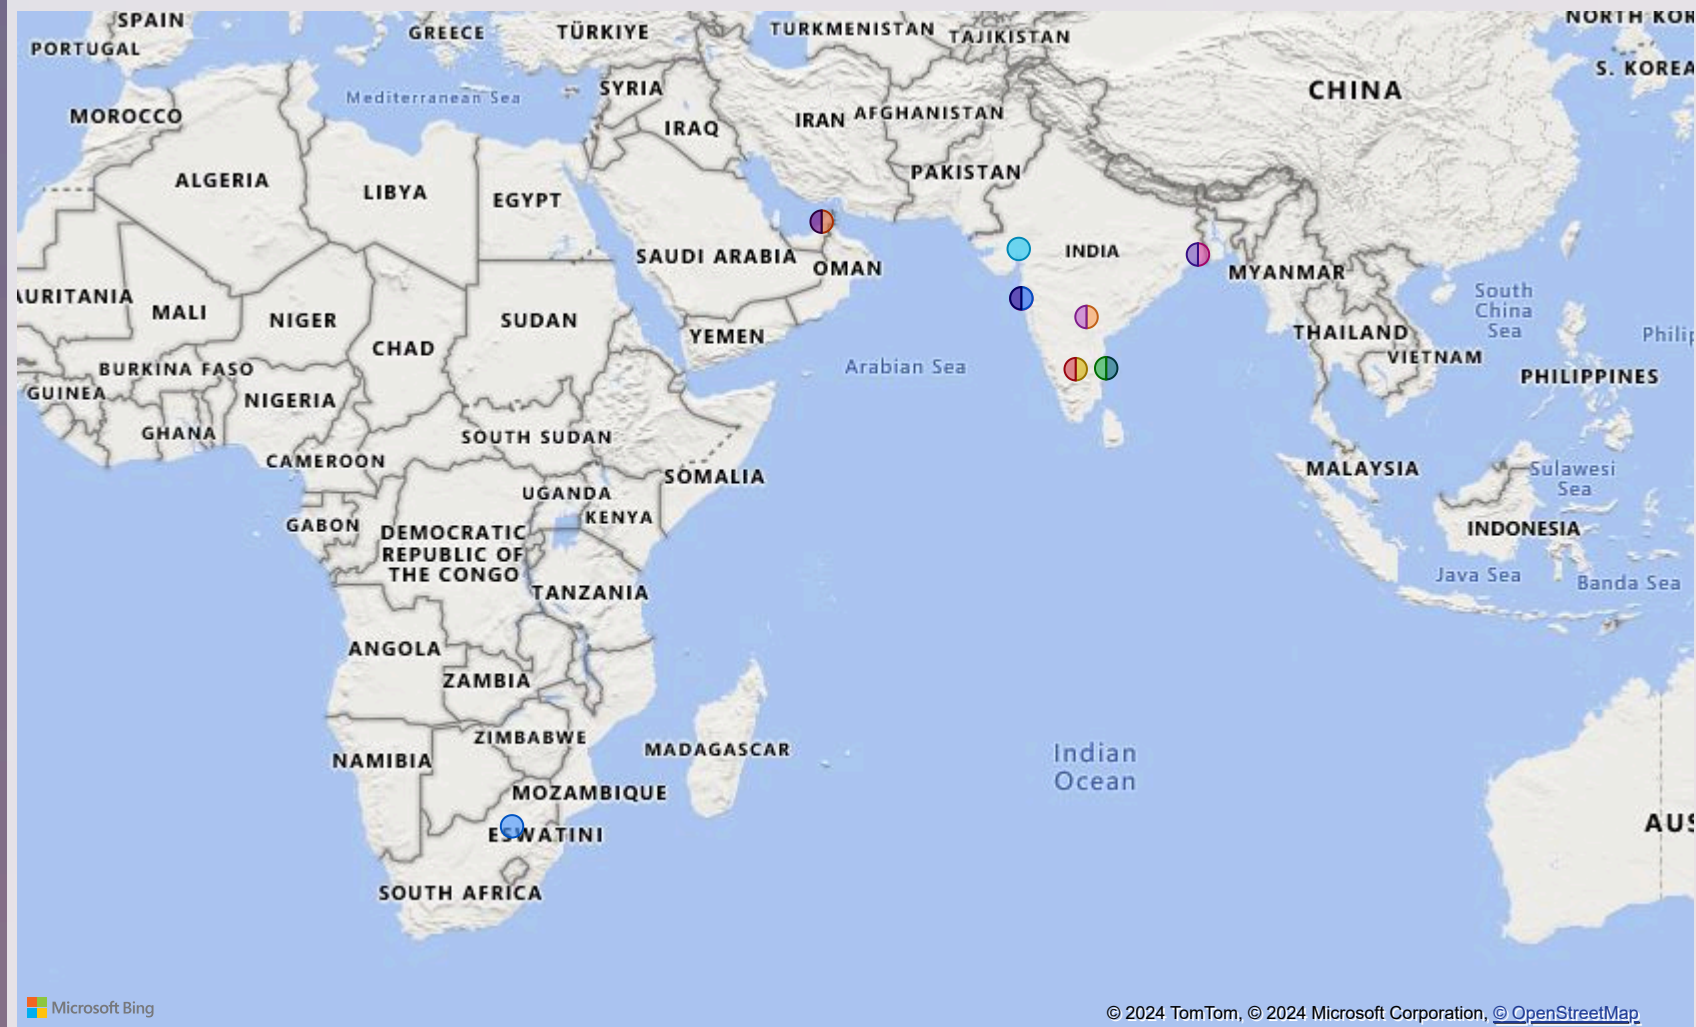 SPAIN
PORTUGAL
GREECE
TÜRKIYE
TURKMENISTAN
TAJIKISTAN
NORTH KOR
S. KOREA
SYRIA
Mediterranean Sea
CHINA
MOROCCO
IRAQ
IRAN
AFGHANISTAN
PAKISTAN
ALGERIA
LIBYA
EGYPT
SAUDI ARABIA
OMAN
INDIA
MYANMAR
AURITANIA
MALI
NIGER
SUDAN
CHAD
YEMEN
South
China
Sea
THAILAND
VIETNAM
Philip
BURKINA FASO
Arabian Sea
PHILIPPINES
GUINEA
NIGERIA
GHANA
SOUTH SUDAN
CAMEROON
SOMALIA
MALAYSIA
Sulawesi
Sea
UGANDA
KENYA
GABON
DEMOCRATIC
REPUBLIC OF
THE CONGO
INDONESIA
Java Sea
Banda Sea
TANZANIA
ANGOLA
ZAMBIA
ZIMBABWE
NAMIBIA
MADAGASCAR
Indian
Ocean
MOZAMBIQUE
ESWATINI
AUS
SOUTH AFRICA
Microsoft Bing
© 2024 TomTom, © 2024 Microsoft Corporation, © OpenStreetMap